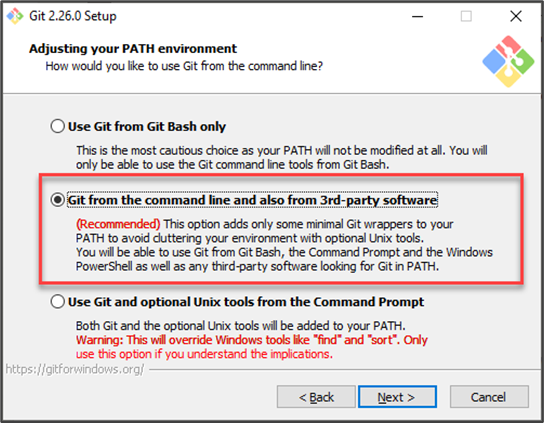 Git 2.26.0 Setup
Adjusting your PATH environment
How would you like to use Git from the command line?
Use Git from Git Bash only
This is the most cautious choice as your PATH will not be modified at all. You will
only be able to use the Git command line tools from Git Bash.
Git from the command line and also from 3rd-party software
(Recommended) This option adds only some minimal Git wrappers to your
PATH to avoid cluttering your environment with optional Unix tools.
You will be able to use Git from Git Bash, the Command Prompt and the Windows
PowerShell as well as any third-party software looking for Git in PATH.
Use Git and optional Unix tools from the Command Prompt
Both Git and the optional Unix tools will be added to your PATH.
Warning: This will override Windows tools like "find" and "sort". Only
use this option if you understand the implications.
https://gitforwindows.org/
< Back Next > Cancel